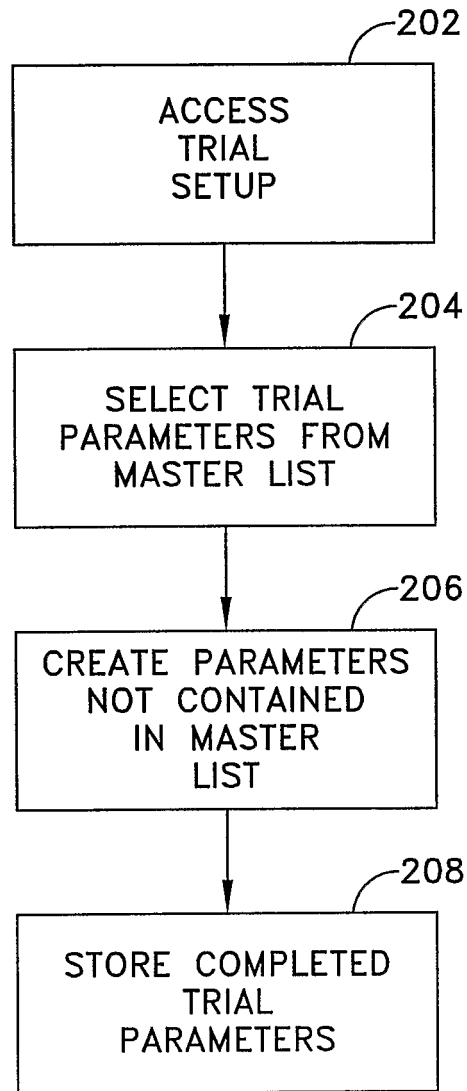 202
ACCESS
TRIAL
SETUP
204
SELECT TRIAL
PARAMETERS FROM
MASTER LIST
206
CREATE PARAMETERS
NOT CONTAINED
IN MASTER
LIST
208
STORE COMPLETED
TRIAL
PARAMETERS